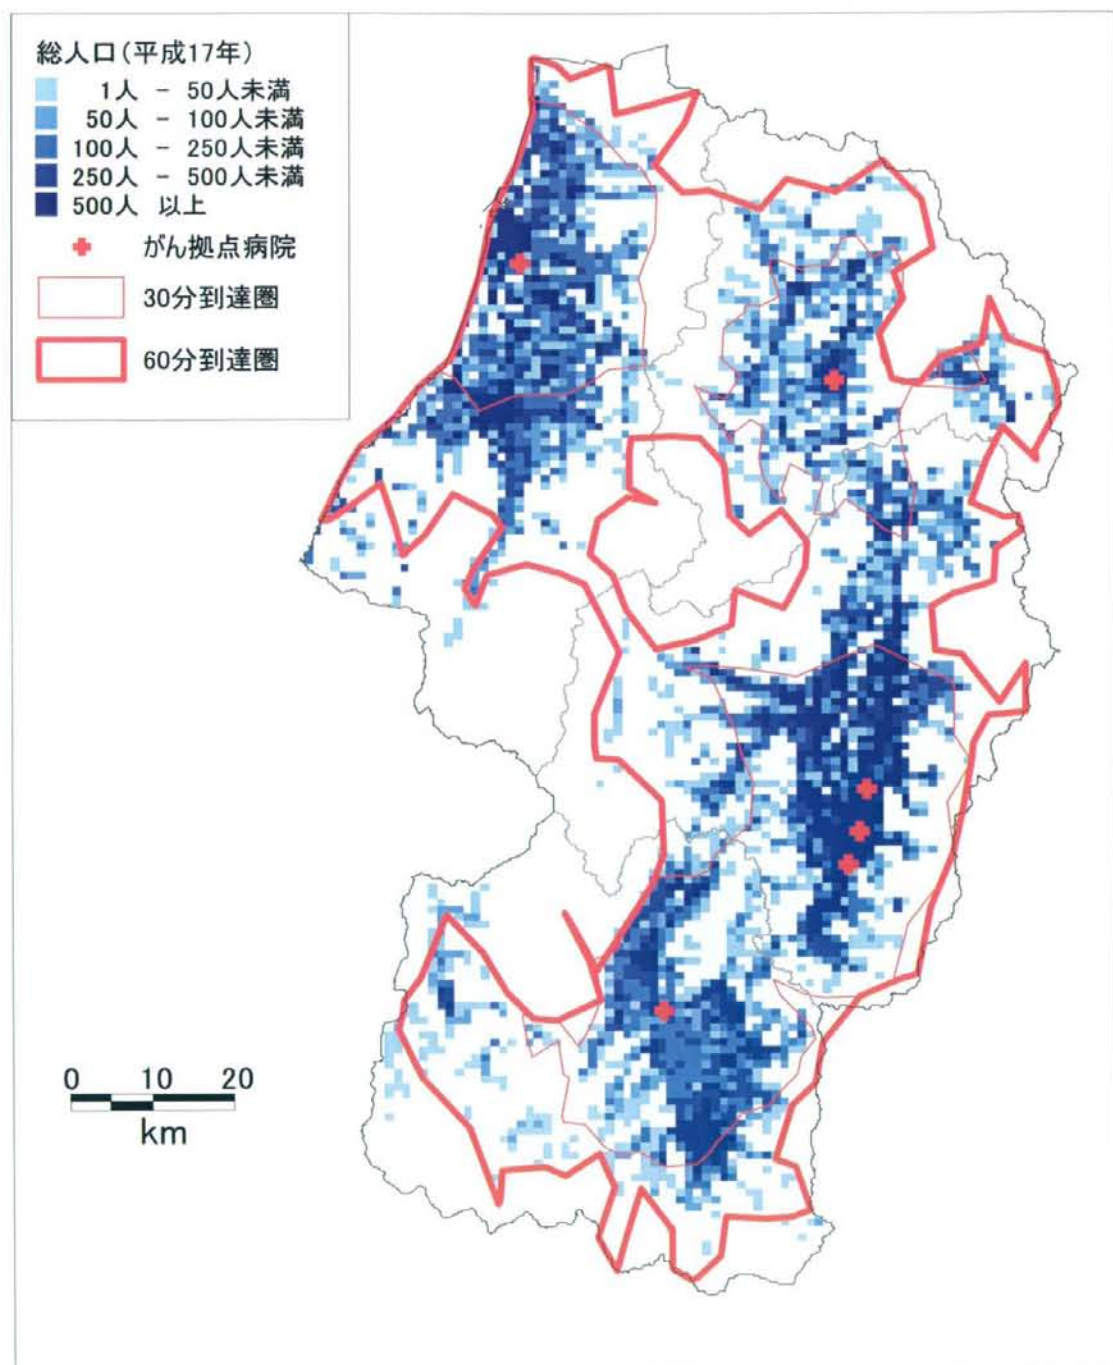 総人口(平成17年)
1人 - 50人未満
50人 - 100人未満
100人 - 250人未満
250人 - 500人未満
500人 以上
がん拠点病院
30分到達圏
60分到達圏
0 10 20
km